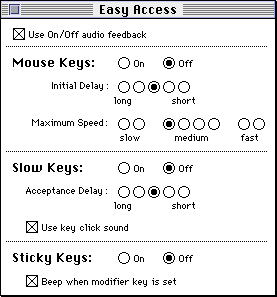 Easy Access
Use On/Off audio feedback
Mouse Keys: On Off
Initial Delay :
long short
Maximum Speed :
slow medium fast
Slow Keys: On Off
Acceptance Delay :
long short
Use key click sound
Sticky Keys: On Off
Beep when modifier key is set